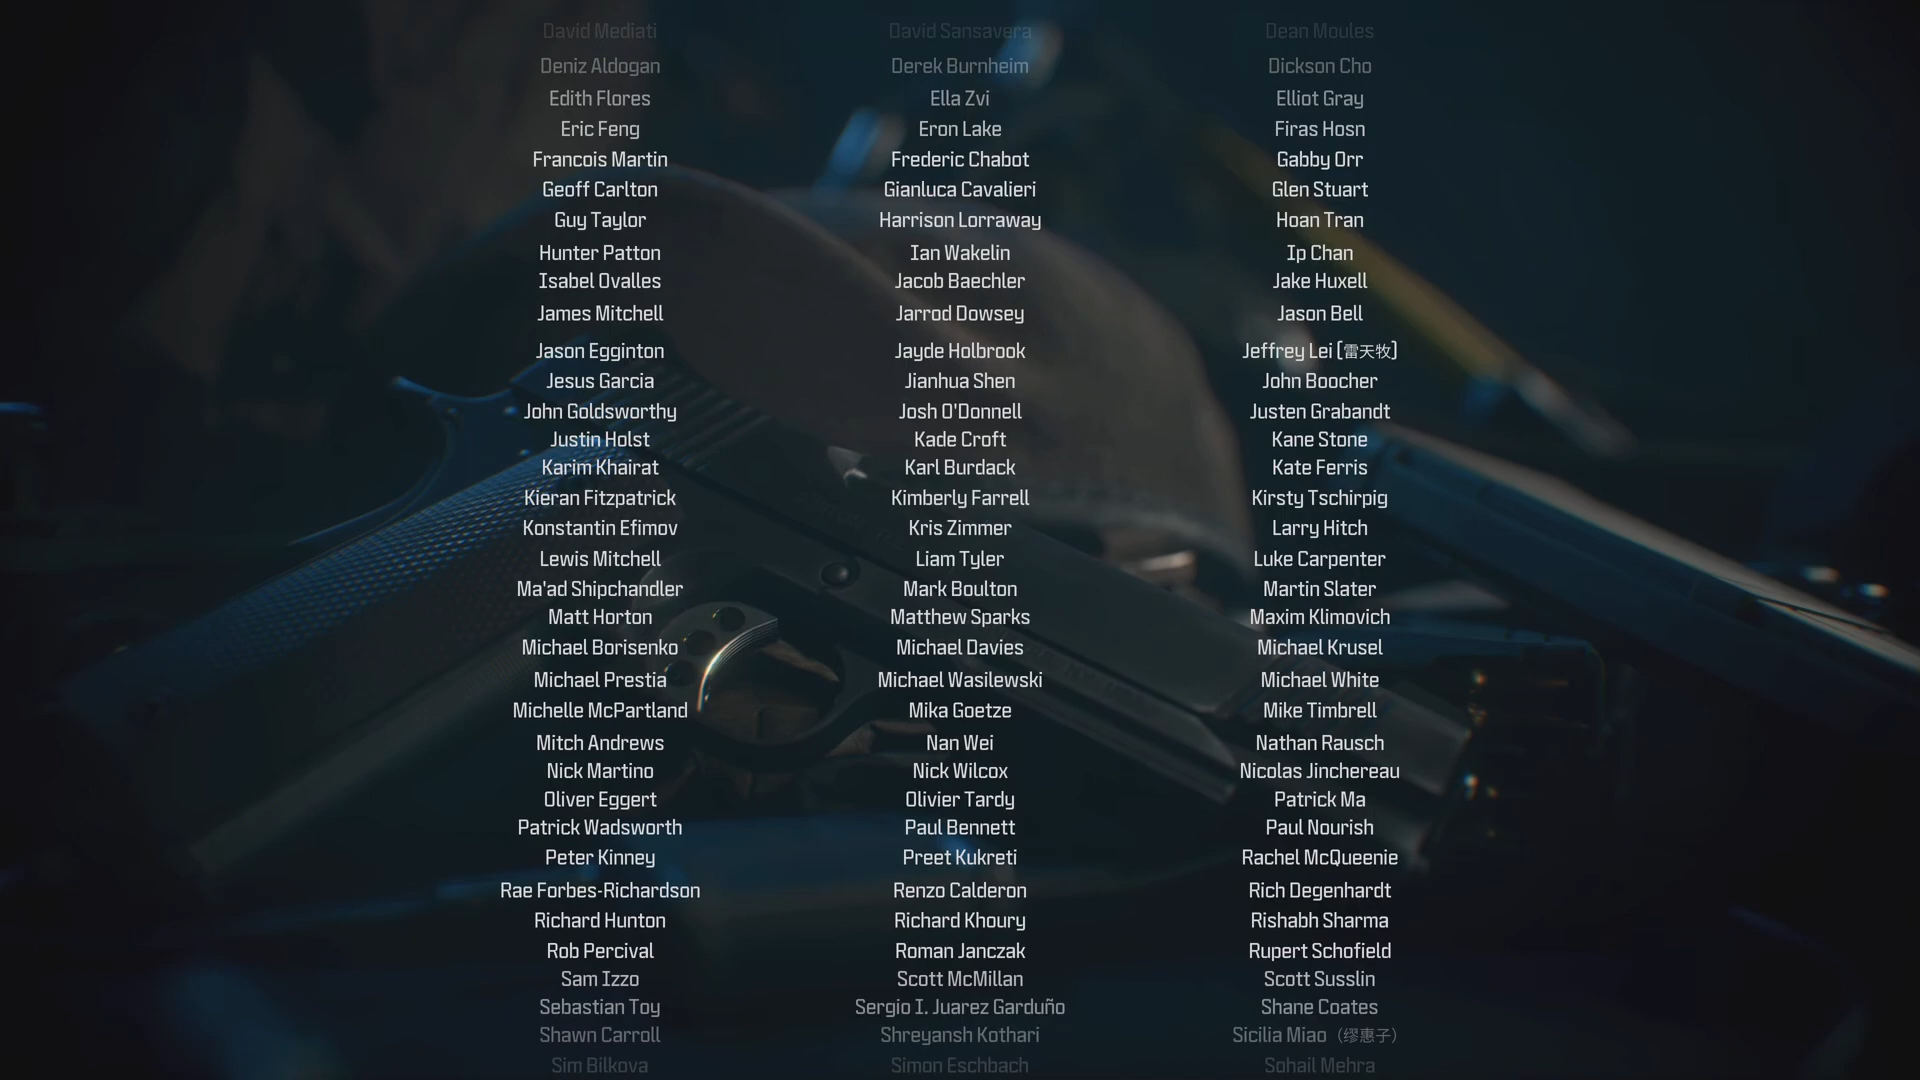 David Mediati David Sansavera Dean Moules
Deniz Aldogan Derek Burnheim Dickson Cho
Edith Flores Ella Zvi Elliot Gray
Eric Feng Eron Lake Firas Hosn
Francois Martin Frederic Chabot Gabby Orr
Geoff Carlton Gianluca Cavalieri Glen Stuart
Guy Taylor Harrison Lorraway Hoan Tran
Hunter Patton Ian Wakelin Ip Chan
Isabel Ovalles Jacob Baechler Jake Huxell
James Mitchell Jarrod Dowsey Jason Bell
Jason Egginton Jayde Holbrook Jeffrey Lei (雷天牧)
Jesus Garcia Jianhua Shen John Boocher
John Goldsworthy Josh O'Donnell Justen Grabandt
Justin Holst Kade Croft Kane Stone
Karim Khairat Karl Burdack Kate Ferris
Kieran Fitzpatrick Kimberly Farrell Kirsty Tschirpig
Konstantin Efimov Kris Zimmer Larry Hitch
Lewis Mitchell Liam Tyler Luke Carpenter
Ma'ad Shipchandler Mark Boulton Martin Slater
Matt Horton Matthew Sparks Maxim Klimovich
Michael Borisenko Michael Davies Michael Krusel
Michael Prestia Michael Wasilewski Michael White
Michelle McPartland Mika Goetze Mike Timbrell
Mitch Andrews Nan Wei Nathan Rausch
Nick Martino Nick Wilcox Nicolas Jinchereau
Oliver Eggert Olivier Tardy Patrick Ma
Patrick Wadsworth Paul Bennett Paul Nourish
Peter Kinney Preet Kukreti Rachel McQueenie
Rae Forbes-Richardson Renzo Calderon Rich Degenhardt
Richard Hunton Richard Khoury Rishabh Sharma
Rob Percival Roman Janczak Rupert Schofield
Sam Izzo Scott McMillan Scott Susslin
Sebastian Toy Sergio I. Juarez Garduño Shane Coates
Shawn Carroll Shreyansh Kothari Sicilia Miao（缪惠子）
Sim Bilkova Simon Eschbach Sohail Mehra